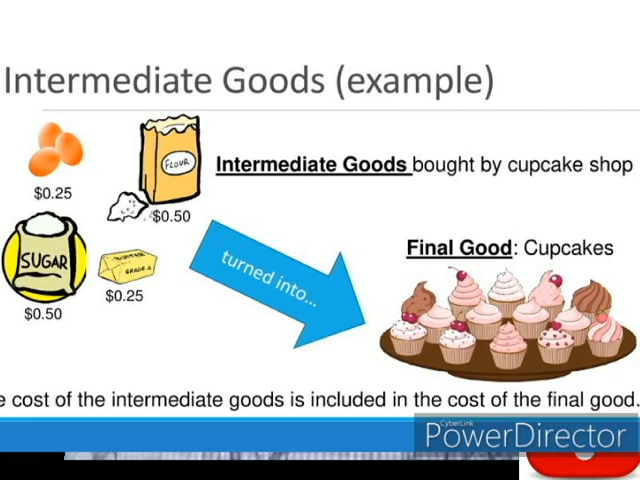 Intermediate Goods (example)
FLOUR
Intermediate Goods bought by cupcake shop
$0.25
$0.50
Final Good: Cupcakes
SUGAR
turned into...
GRADE A
$0.25
$0.50
e cost of the intermediate goods is included in the cost of the final good.
CyberLink
PowerDirector